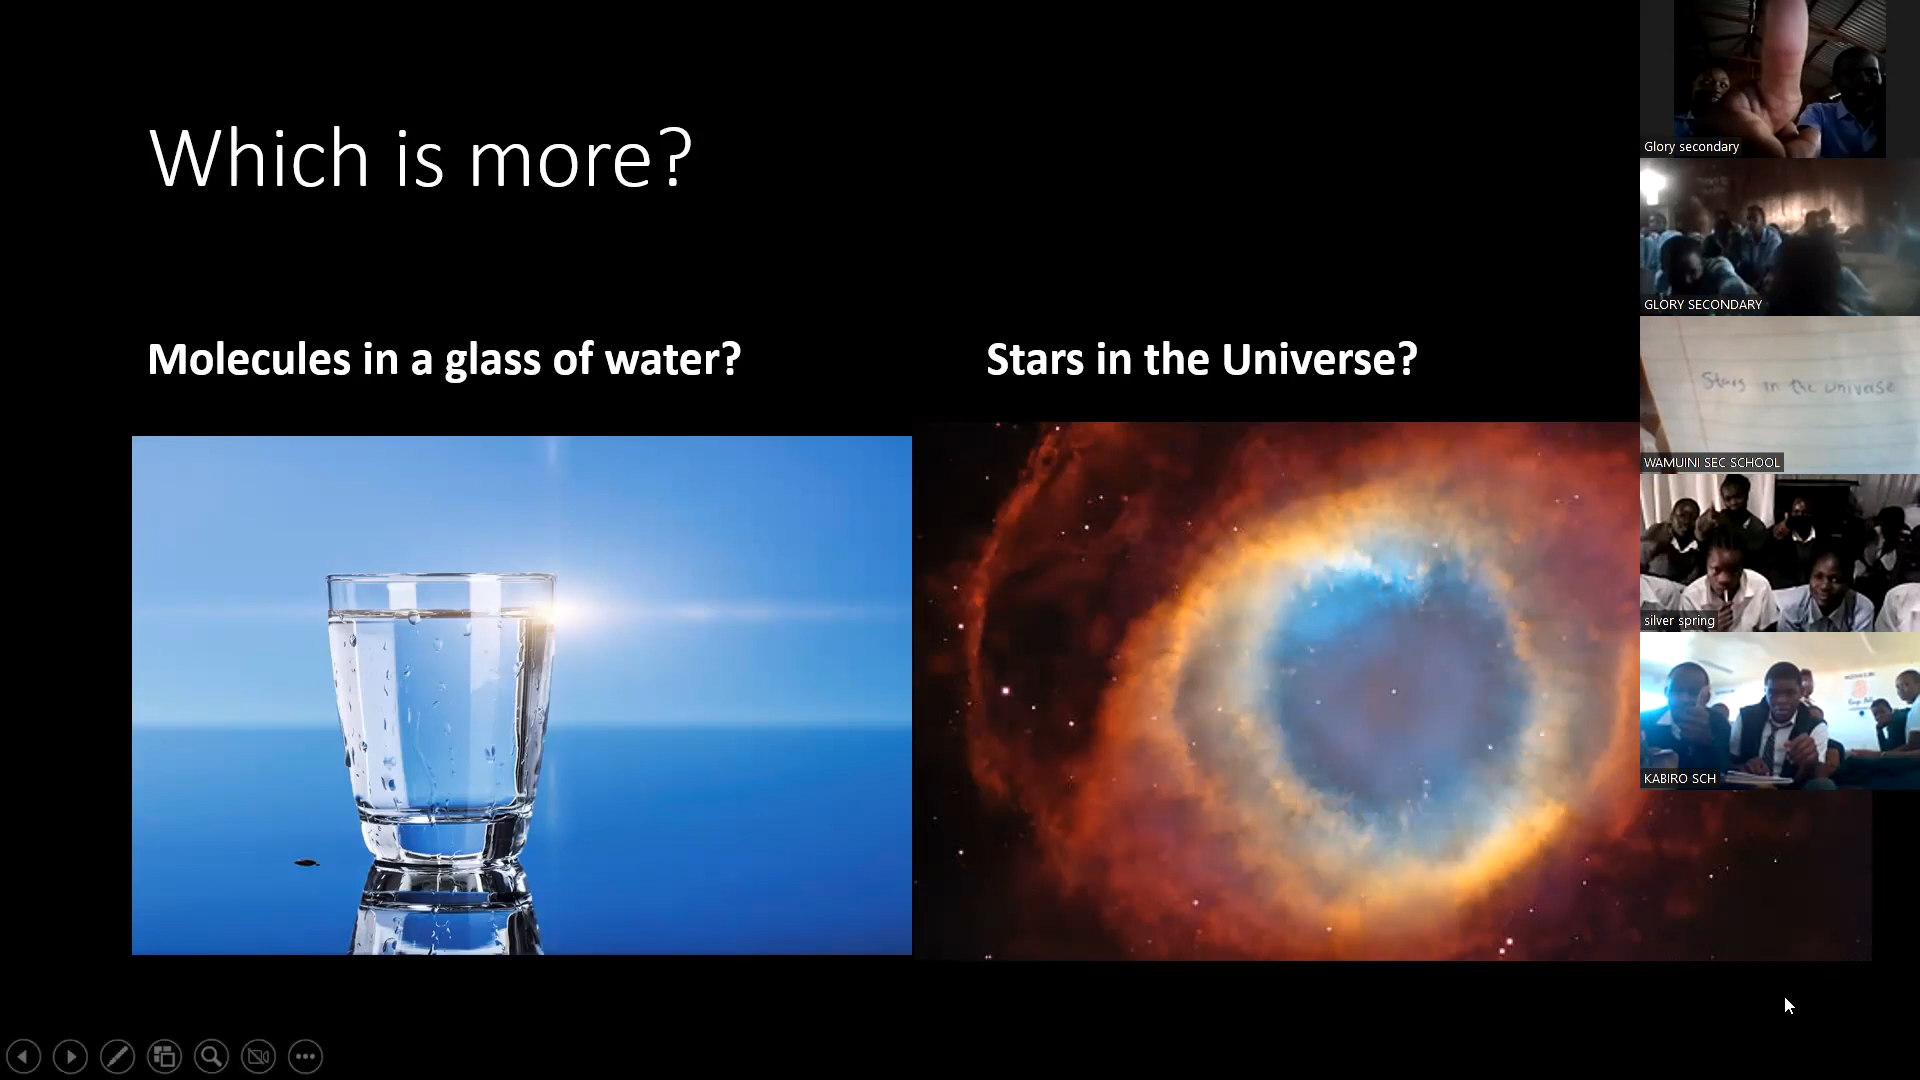 Which is more?
Molecules in a glass of water?
Stars in the Universe?
Glory secondary
GLORY SECONDARY
Stars in the universe
WAMUINI SEC SCHOOL
silver spring
KABIRO SCH